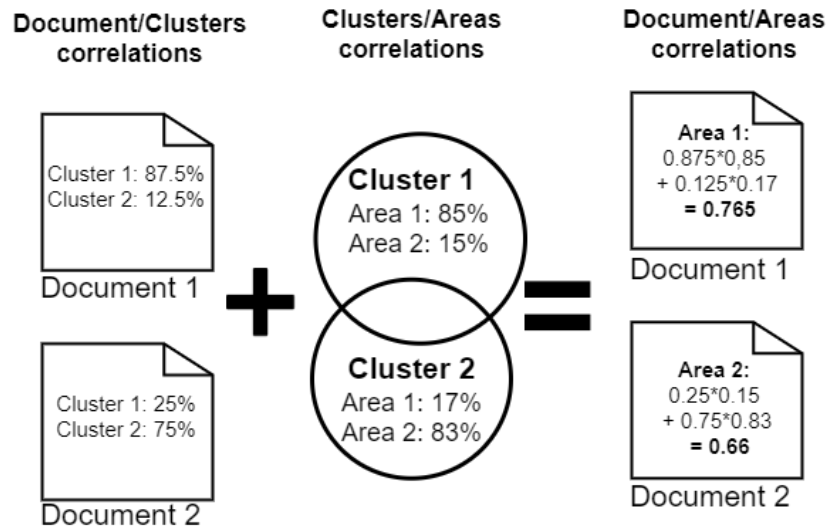 Document/Clusters
correlations
Clusters/Areas
correlations
Document/Areas
correlations
Cluster 1: 87.5%
Cluster 2: 12.5%
Document 1
Cluster 1: 25%
Cluster 2: 75%
Document 2
+
Cluster 1
Area 1: 85%
Area 2: 15%
Cluster 2
Area 1: 17%
Area 2: 83%
=
Area 1:
0.875*0,85
+ 0.125*0.17
= 0.765
Document 1
Area 2:
0.25*0.15
+ 0.75*0.83
= 0.66
Document 2